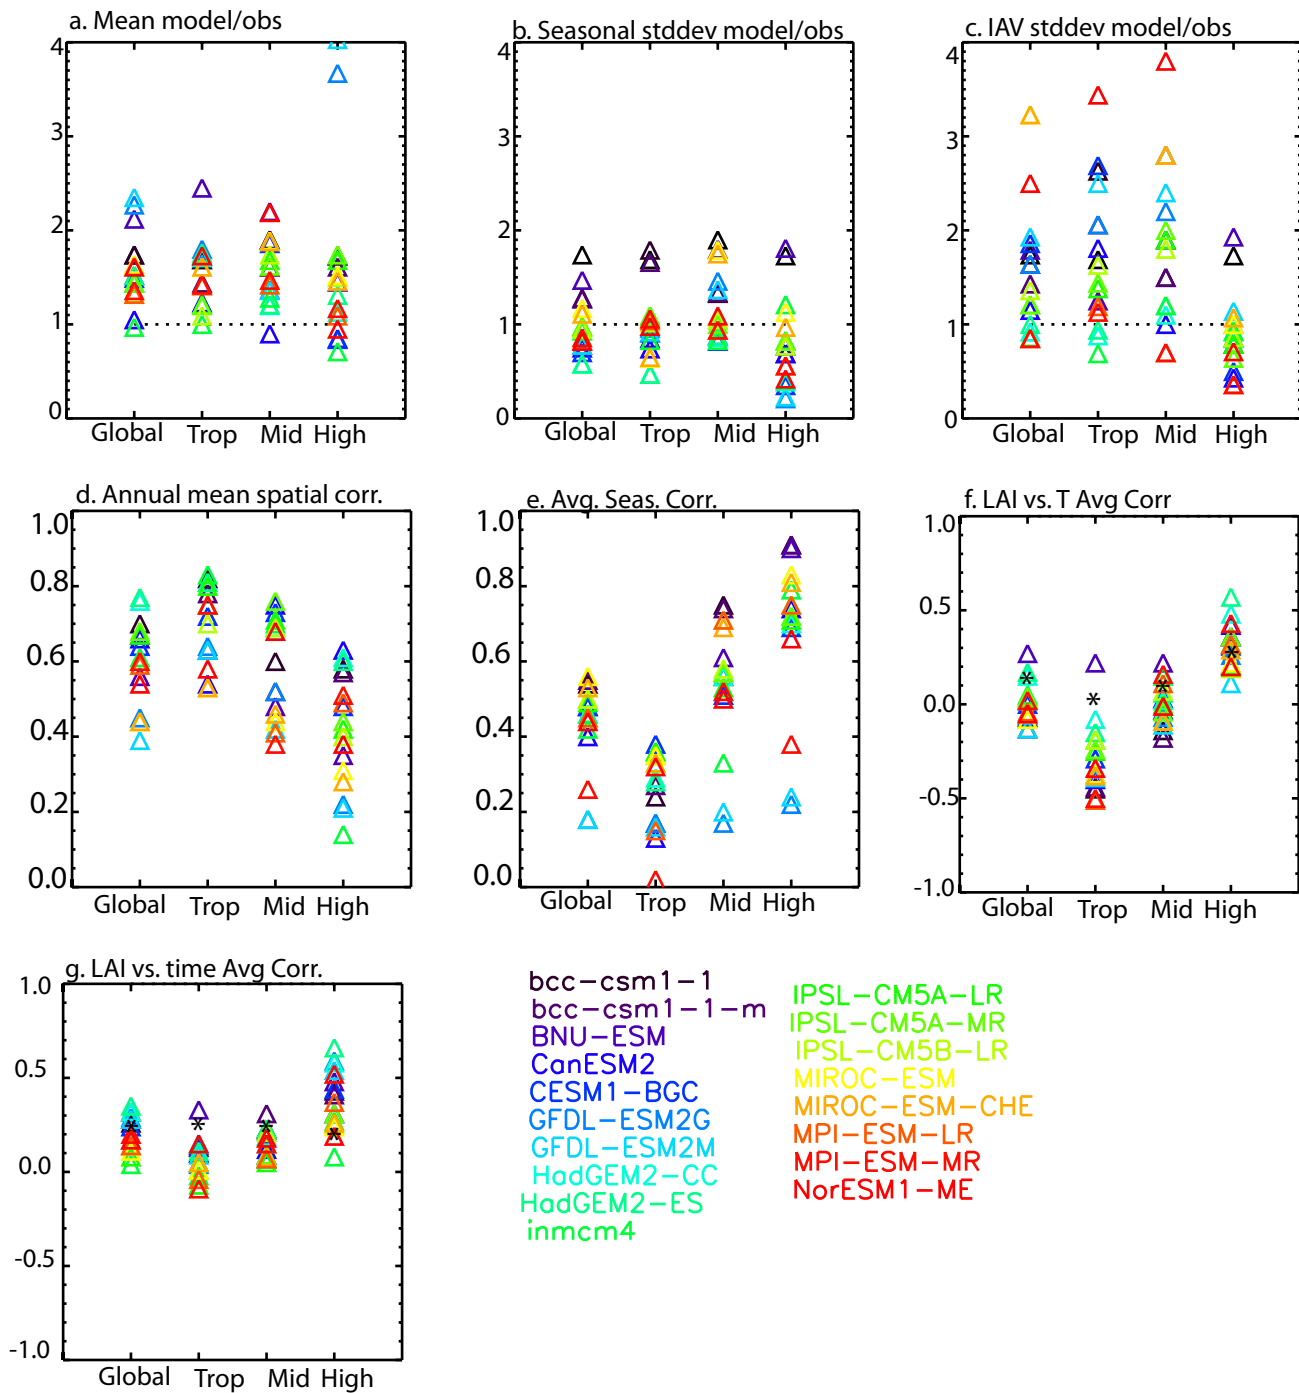 a. Mean model/obs
4
3
2
1
0
Global Trop Mid High
b. Seasonal stddev model/obs
4
3
2
1
0
Global Trop Mid High
c. IAV stddev model/obs
4
3
2
1
0
Global Trop Mid High
d. Annual mean spatial corr.
1.0
0.8
0.6
0.4
0.2
0.0
Global Trop Mid High
e. Avg. Seas. Corr.
1.0
0.8
0.6
0.4
0.2
0.0
Global Trop Mid High
f. LAI vs. T Avg Corr
1.0
0.5
0.0
-0.5
-1.0
Global Trop Mid High
g. LAI vs. time Avg Corr.
1.0
0.5
0.0
-0.5
-1.0
Global Trop Mid High
bcc-csm1-1
bcc-csm1-1-m
BNU-ESM
CanESM2
CESM1-BGC
GFDL-ESM2G
GFDL-ESM2M
HadGEM2-CC
HadGEM2-ES
inmcm4
IPSL-CM5A-LR
IPSL-CM5A-MR
IPSL-CM5B-LR
MIROC-ESM
MIROC-ESM-CHE
MPI-ESM-LR
MPI-ESM-MR
NorESM1-ME